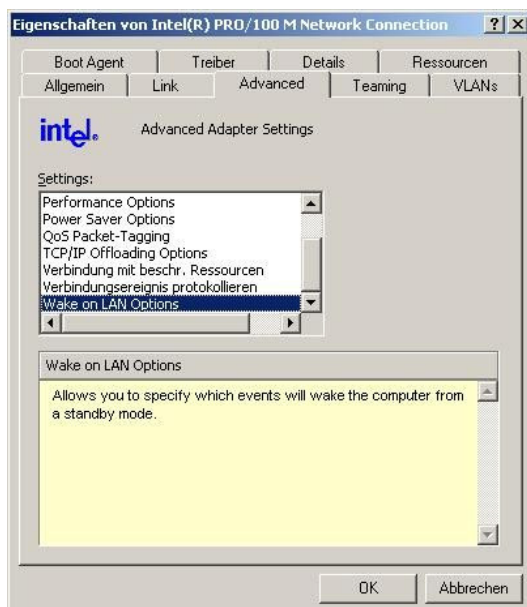 Eigenschaften von Intel(R) PRO/100 M Network Connection
Boot Agent Treiber Details Ressourcen
Allgemein Link Advanced Teaming VLANs
intel® Advanced Adapter Settings
Settings:
Performance Options
Power Saver Options
QoS Packet-Tagging
TCP/IP Offloading Options
Verbindung mit beschr. Ressourcen
Verbindungsereignis protokollieren
Wake on LAN Options
Wake on LAN Options
Allows you to specify which events will wake the computer from
a standby mode.
OK Abbrechen